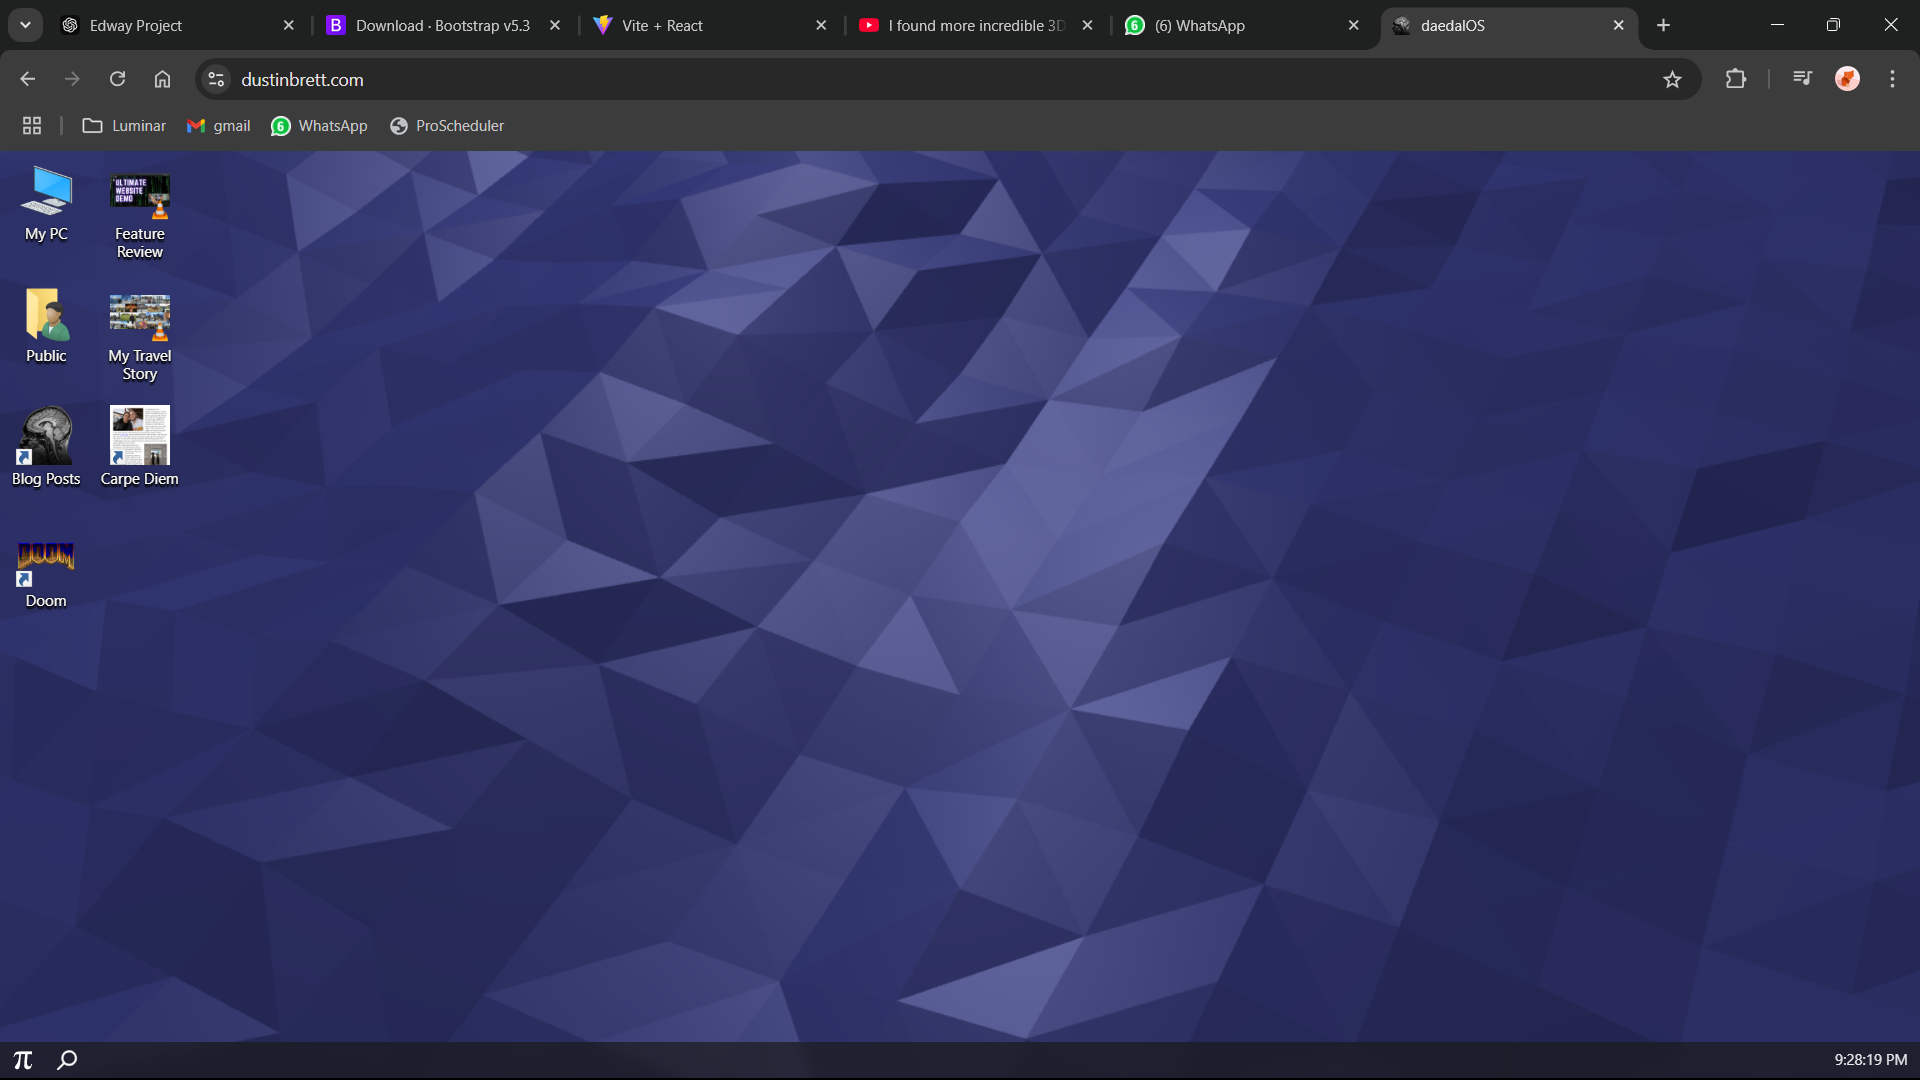 Edway Project
Download · Bootstrap v5.3
Vite + React
I found more incredible 3D
(6) WhatsApp
daedalOS
dustinbrett.com
Luminar
gmail
6 WhatsApp
ProScheduler
My PC
ULTIMATE
WEBSITE
DEMO
Feature
Review
Public
My Travel
Story
Blog Posts
Carpe Diem
DOOM
Doom
9:28:19 PM